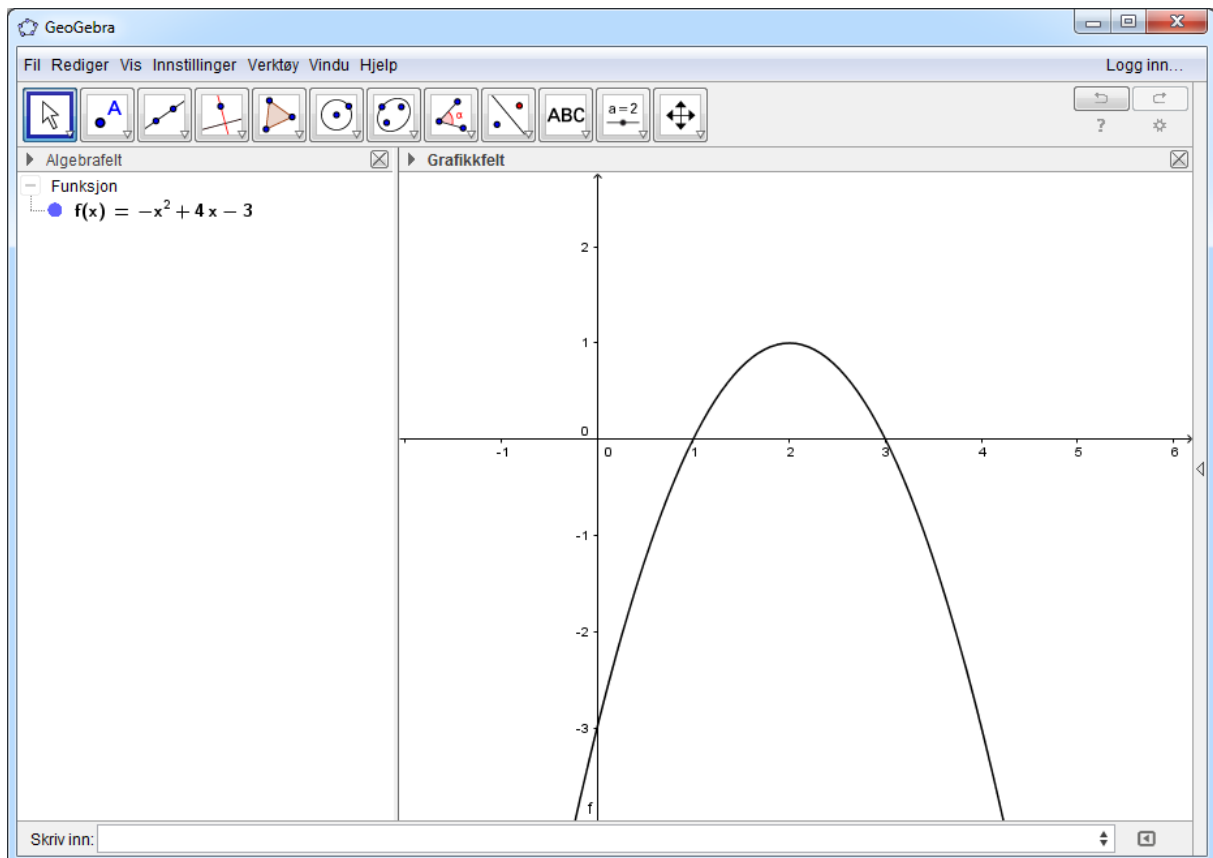 GeoGebra
Fil Rediger Vis Innstillinger Verktøy Vindu Hjelp Logg inn...
A α ABC a=2
?
Algebrafelt
Grafikkfelt
Funksjon
f(x) = −x² + 4 x − 3
2
1
0
-1 0 1 2 3 4 5 6
-1
-2
-3
f
Skriv inn: